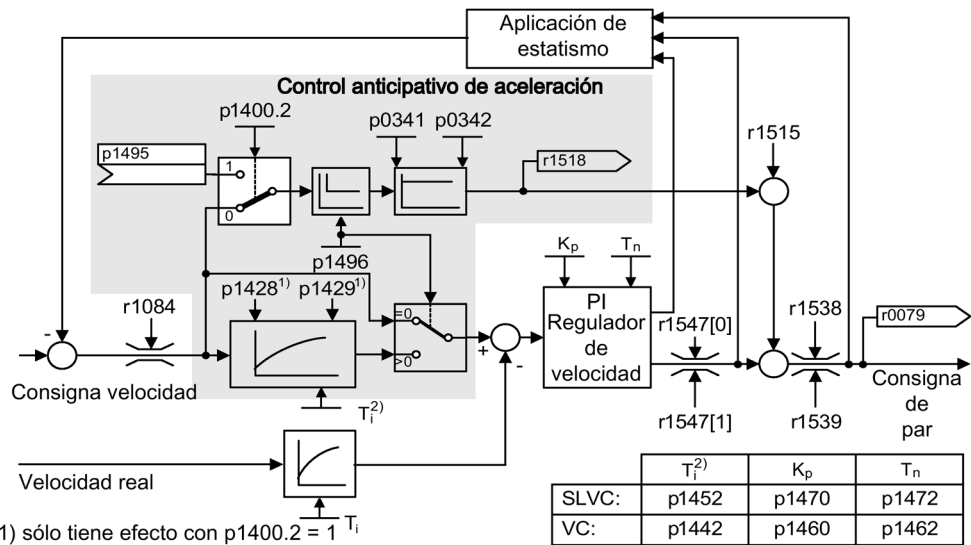 Aplicación de
estatismo
Control anticipativo de aceleración
p1400.2
p0341
p0342
p1495
1
0
r1518
r1515
p1496
Kp
Tn
p1428¹⁾
p1429¹⁾
r1084
=0
>0
PI
Regulador
de
velocidad
r1547[0]
r1538
r0079
-
+
-
Consigna velocidad
Ti²⁾
r1547[1]
r1539
Consigna
de
par
Velocidad real
Ti
Ti²⁾ Kp Tn
SLVC: p1452 p1470 p1472
VC: p1442 p1460 p1462
1) sólo tiene efecto con p1400.2 = 1